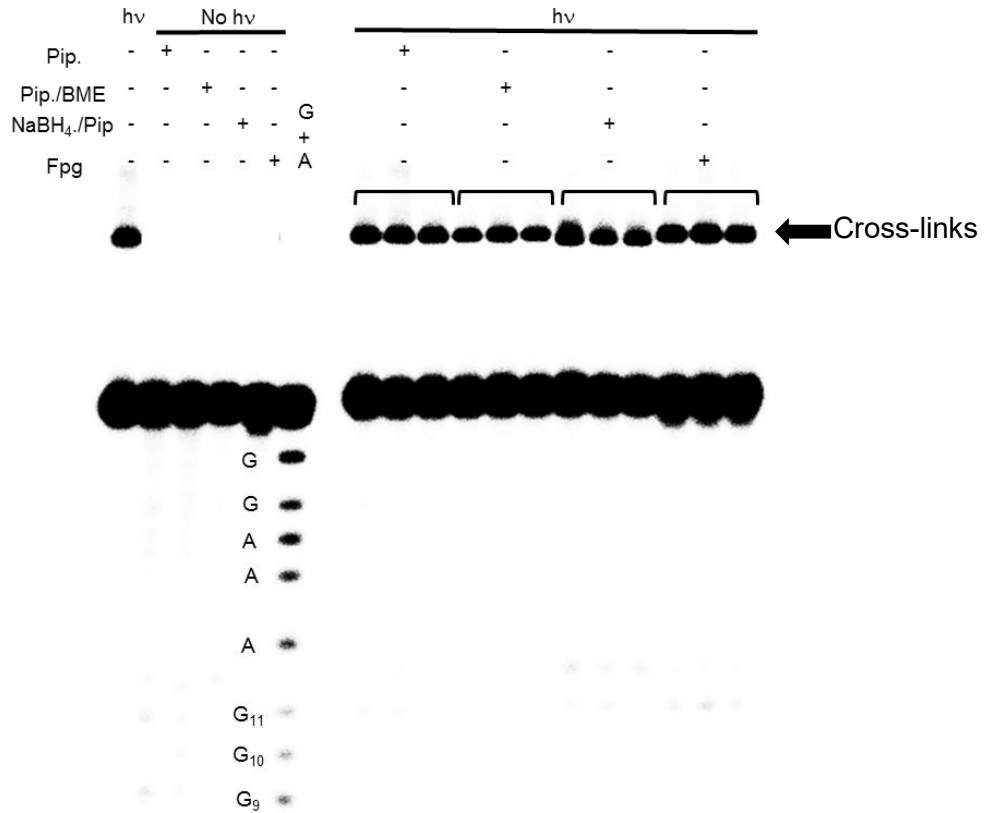 hν No hν hν
Pip. - + - - - + - - -
Pip./BME - - + - - - + - -
NaBH₄./Pip - - - + - - - + -
Fpg - - - - + - - - +
G
+
A
Cross-links
G
G
A
A
A
G₁₁
G₁₀
G₉